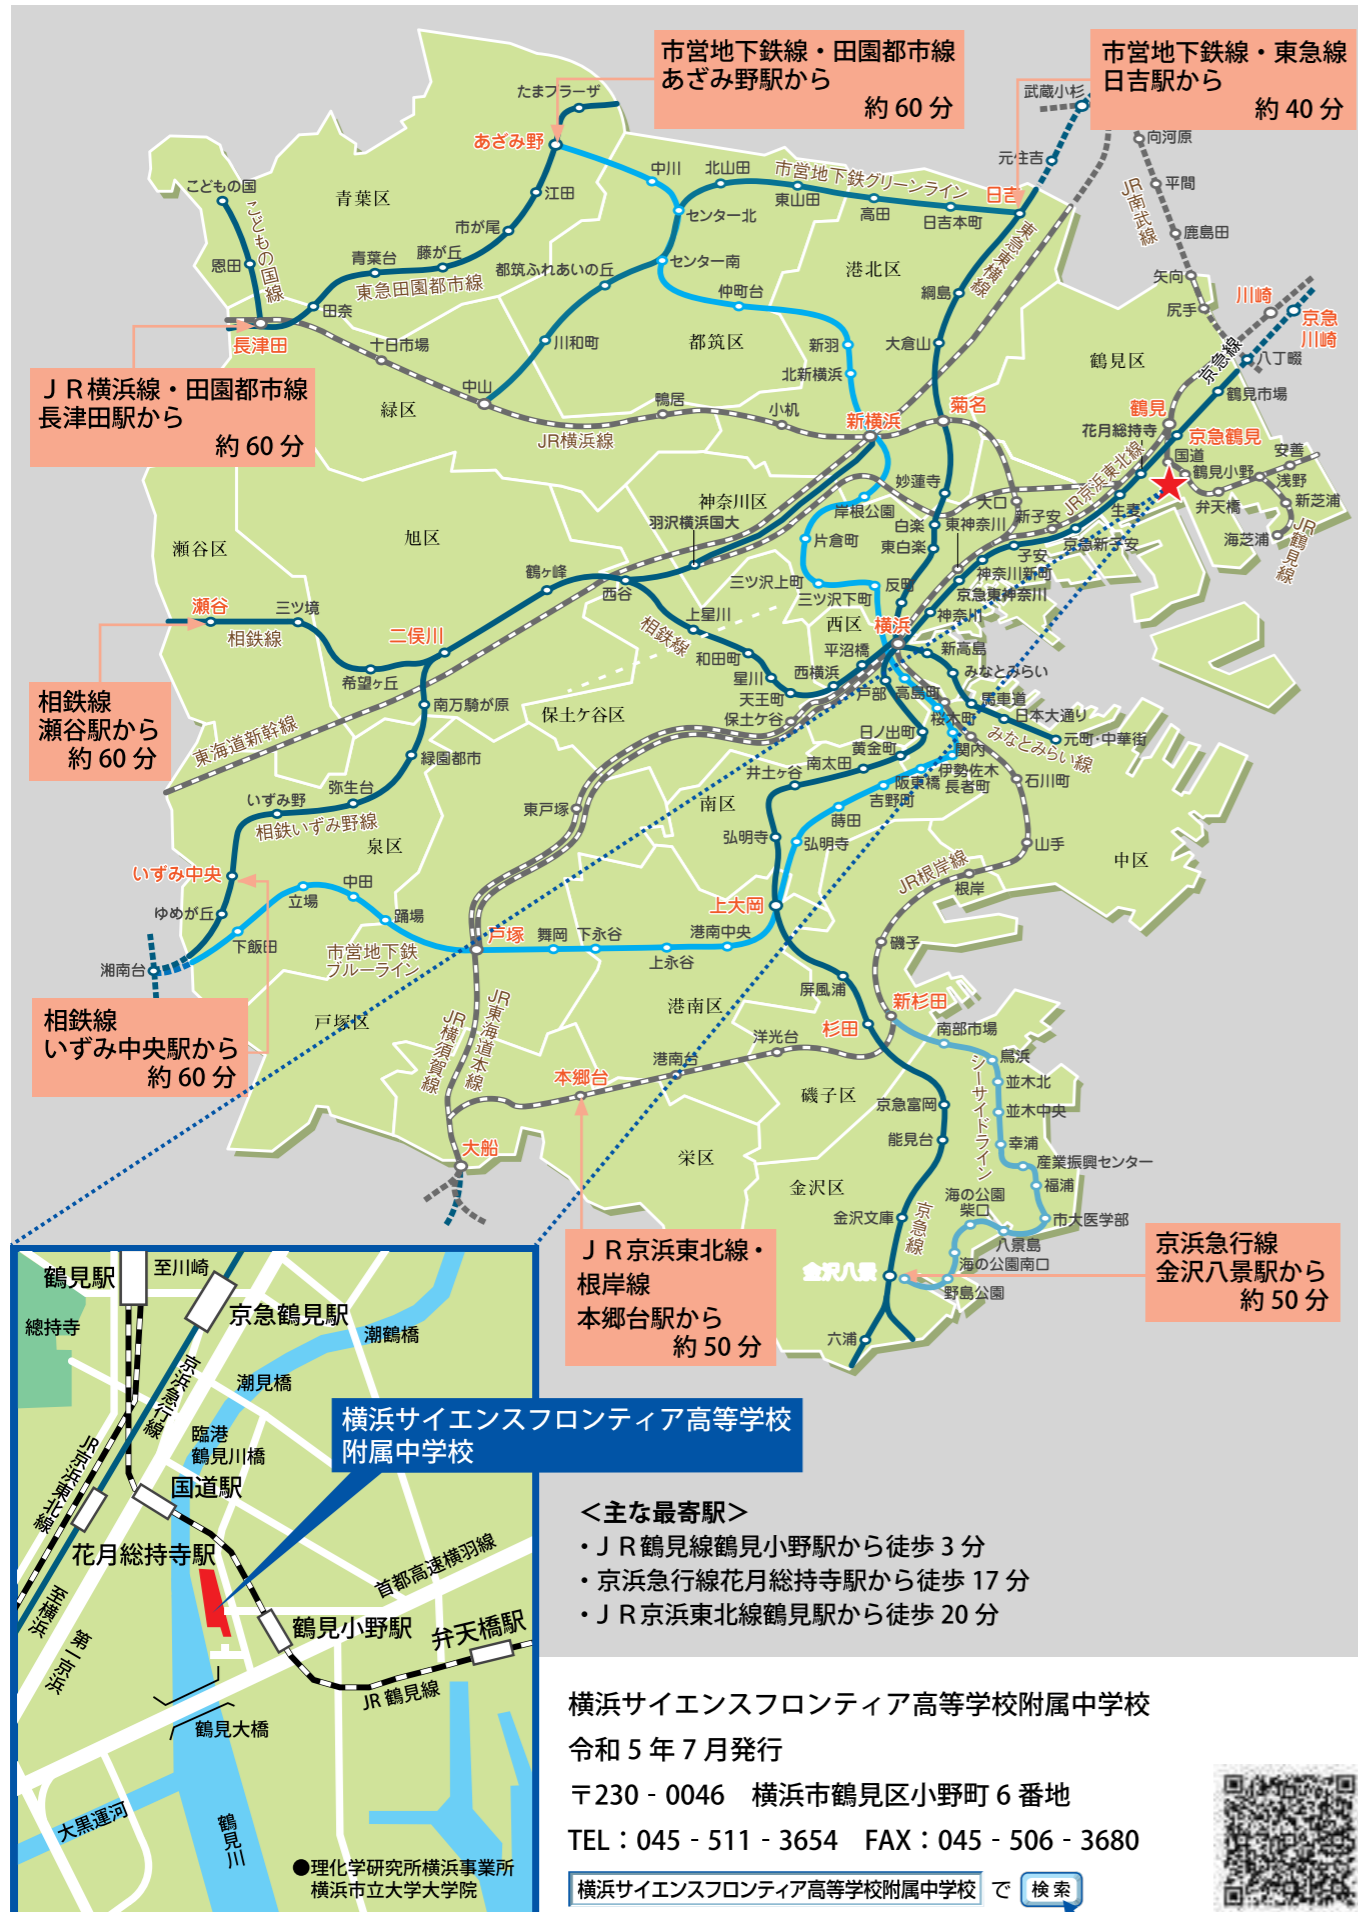 市営地下鉄線・田園都市線
あざみ野駅から
約 60 分
市営地下鉄線・東急線
日吉駅から
約 40 分
たまプラーザ
あざみ野
武蔵小杉
向河原
元住吉
平間
JR南武線
鹿島田
矢向
尻手
川崎
京急
川崎
八丁畷
京急線
鶴見市場
こどもの国
こどもの国線
恩田
青葉区
江田
市が尾
藤が丘
青葉台
東急田園都市線
田奈
長津田
中川
北山田
市営地下鉄グリーンライン
東山田
高田
日吉本町
日吉
センター北
センター南
都筑ふれあいの丘
仲町台
港北区
綱島
東急東横線
大倉山
都筑区
新羽
北新横浜
川和町
十日市場
中山
緑区
鴨居
小机
JR横浜線
新横浜
菊名
鶴見区
鶴見
花月総持寺
京急鶴見
国道
鶴見小野
安善
浅野
新芝浦
弁天橋
海芝浦
JR鶴見線
JR京浜東北線
生麦
ＪＲ横浜線・田園都市線
長津田駅から
約 60 分
妙蓮寺
大口
新子安
京急新子安
岸根公園
白楽
東神奈川
東白楽
子安
神奈川新町
京急東神奈川
神奈川
片倉町
三ツ沢上町
三ツ沢下町
反町
神奈川区
羽沢横浜国大
旭区
瀬谷区
鶴ヶ峰
西谷
瀬谷
三ツ境
相鉄線
二俣川
希望ヶ丘
上星川
相鉄線
和田町
星川
天王町
西横浜
平沼橋
西区
横浜
新高島
みなとみらい
馬車道
日本大通り
元町・中華街
みなとみらい線
戸部
高島町
桜木町
関内
保土ケ谷
保土ケ谷区
日ノ出町
黄金町
南太田
井土ヶ谷
伊勢佐木
長者町
阪東橋
吉野町
石川町
蒔田
南区
弘明寺
弘明寺
山手
中区
JR根岸線
根岸
相鉄線
瀬谷駅から
約 60 分
東海道新幹線
南万騎が原
緑園都市
弥生台
いずみ野
相鉄いずみ野線
泉区
東戸塚
いずみ中央
ゆめが丘
立場
中田
踊場
下飯田
湘南台
市営地下鉄
ブルーライン
戸塚
舞岡
下永谷
上永谷
港南中央
上大岡
磯子
屏風浦
港南区
新杉田
杉田
南部市場
鳥浜
並木北
並木中央
幸浦
産業振興センター
福浦
市大医学部
シーサイドライン
相鉄線
いずみ中央駅から
約 60 分
戸塚区
JR東海道本線
JR横須賀線
洋光台
港南台
本郷台
磯子区
京急富岡
能見台
大船
栄区
金沢区
金沢文庫
京急線
海の公園
柴口
八景島
海の公園南口
野島公園
金沢八景
六浦
ＪＲ京浜東北線・
根岸線
本郷台駅から
約 50 分
京浜急行線
金沢八景駅から
約 50 分
鶴見駅
至川崎
京急鶴見駅
總持寺
潮鶴橋
京浜急行線
潮見橋
臨港
鶴見川橋
JR京浜東北線
国道駅
花月総持寺駅
首都高速横羽線
至横浜
第二京浜
鶴見小野駅
弁天橋駅
JR 鶴見線
鶴見大橋
大黒運河
鶴見川
●理化学研究所横浜事業所
横浜市立大学大学院
横浜サイエンスフロンティア高等学校
附属中学校
＜主な最寄駅＞
・ＪＲ鶴見線鶴見小野駅から徒歩 3 分
・京浜急行線花月総持寺駅から徒歩 17 分
・ＪＲ京浜東北線鶴見駅から徒歩 20 分
横浜サイエンスフロンティア高等学校附属中学校
令和 5 年 7 月発行
〒230‐0046　横浜市鶴見区小野町 6 番地
TEL：045‐511‐3654　FAX：045‐506‐3680
横浜サイエンスフロンティア高等学校附属中学校 で 検索